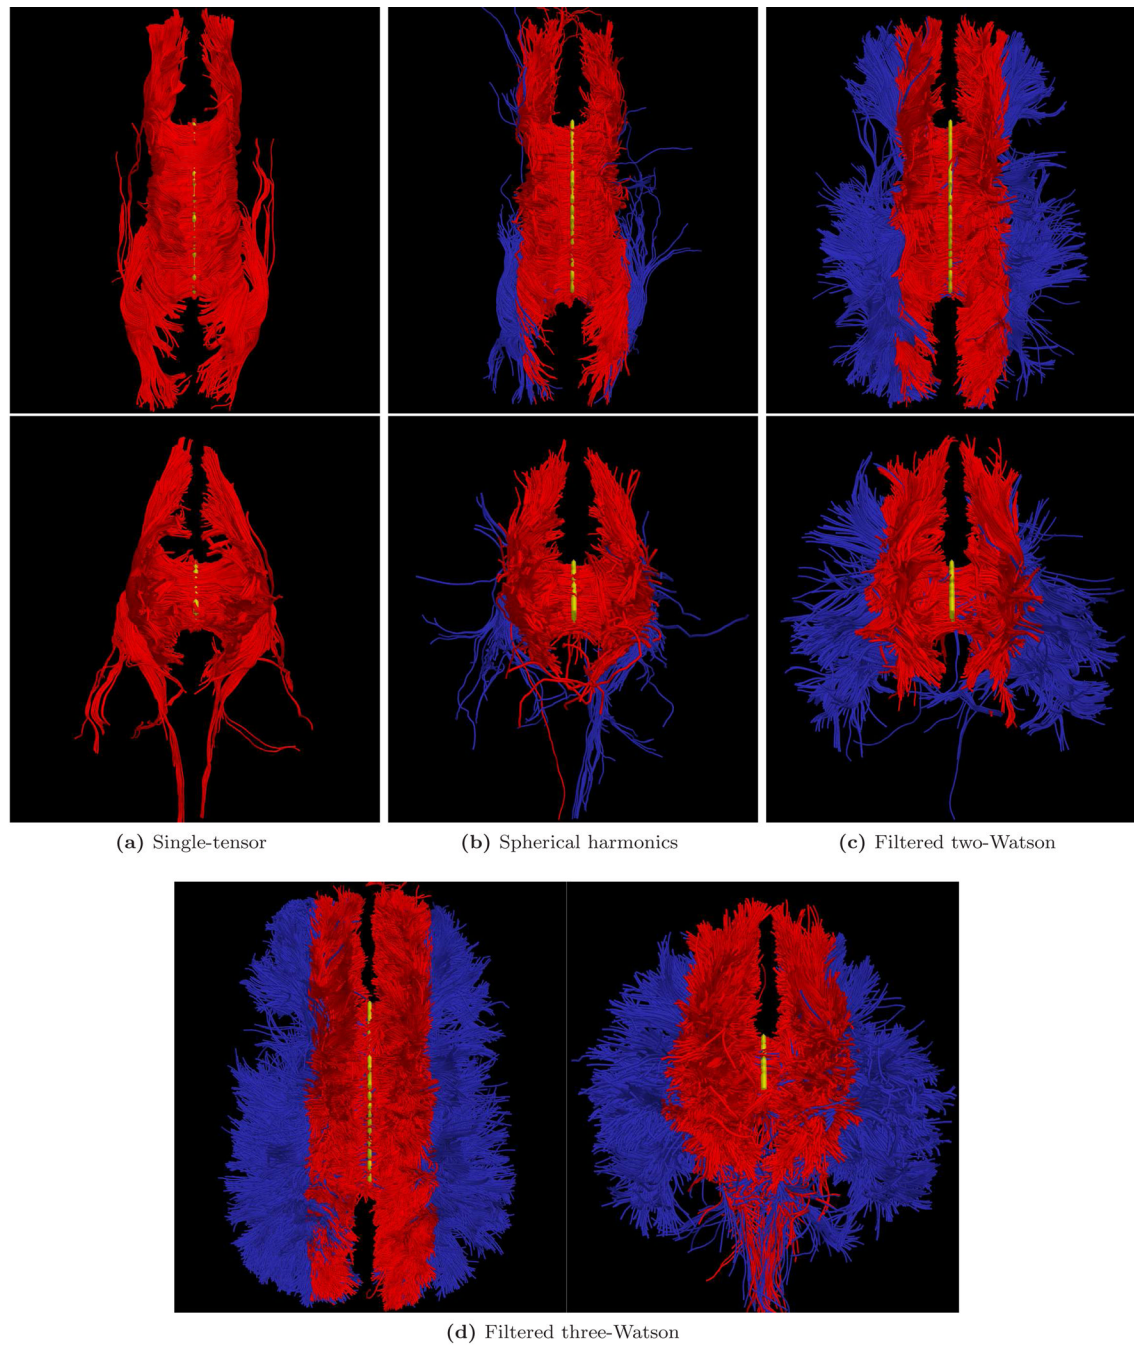 (a) Single-tensor
(b) Spherical harmonics
(c) Filtered two-Watson
(d) Filtered three-Watson